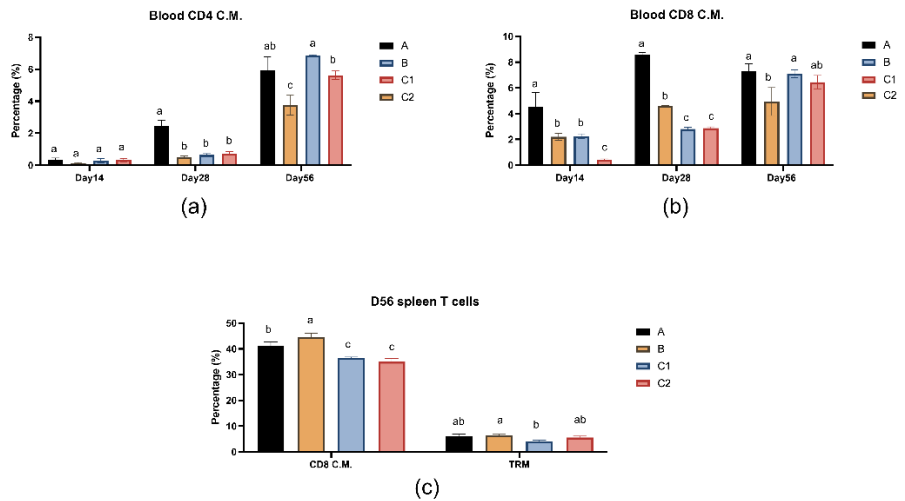 Blood CD4 C.M.
Percentage (%)
8
6
4
2
0
a a a a
a b b b
ab c a b
Day14 Day28 Day56
A
B
C1
C2
(a)
Blood CD8 C.M.
Percentage (%)
10
8
6
4
2
0
a b b c
a b c c
a b a ab
Day14 Day28 Day56
A
B
C1
C2
(b)
D56 spleen T cells
Percentage (%)
50
40
30
20
10
0
b a c c
ab a b ab
CD8 C.M. TRM
A
B
C1
C2
(c)